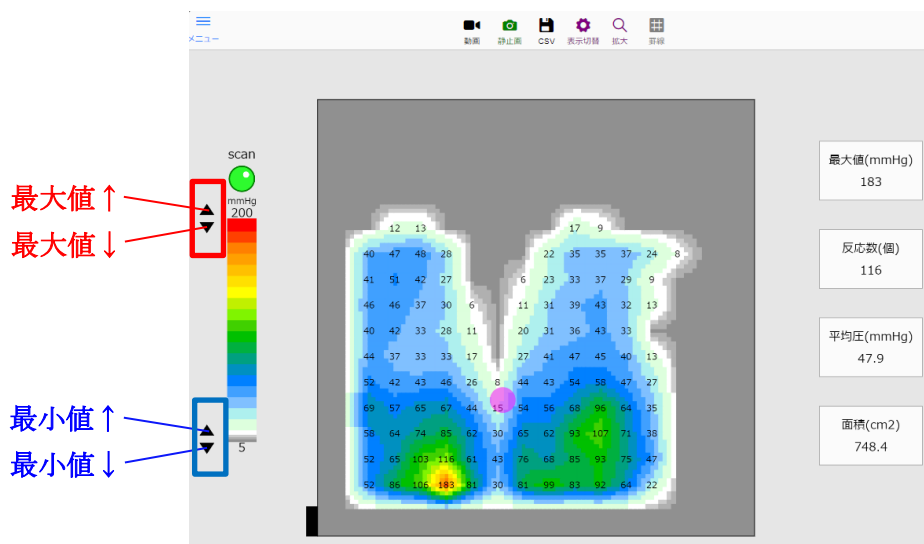 メニュー
動画 静止画 CSV 表示切替 拡大 罫線
最大値↑
最大値↓
scan
mmHg
200
5
最小値↑
最小値↓
12 13 17 9
40 47 48 28 22 35 35 37 24 8
41 51 42 27 6 23 33 37 29 9
46 46 37 30 6 11 31 39 43 32 13
40 42 33 28 11 20 31 36 43 33
44 37 33 33 17 27 41 47 45 40 13
52 42 43 46 26 8 44 43 54 58 47 27
69 57 65 67 44 15 54 56 68 96 64 35
58 64 74 85 62 30 65 62 93 107 71 38
52 65 103 116 61 43 76 68 85 93 75 47
52 86 106 183 81 30 81 99 83 92 64 22
最大値(mmHg)
183
反応数(個)
116
平均圧(mmHg)
47.9
面積(cm2)
748.4